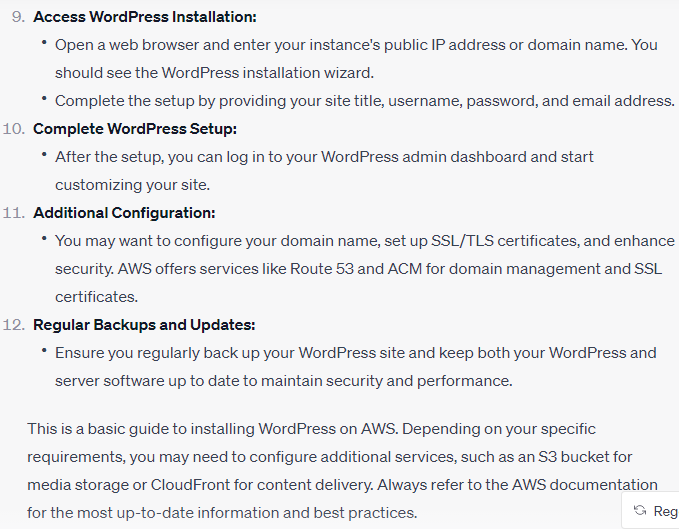 9. Access WordPress Installation:
• Open a web browser and enter your instance's public IP address or domain name. You
should see the WordPress installation wizard.
• Complete the setup by providing your site title, username, password, and email address.
10. Complete WordPress Setup:
• After the setup, you can log in to your WordPress admin dashboard and start
customizing your site.
11. Additional Configuration:
• You may want to configure your domain name, set up SSL/TLS certificates, and enhance
security. AWS offers services like Route 53 and ACM for domain management and SSL
certificates.
12. Regular Backups and Updates:
• Ensure you regularly back up your WordPress site and keep both your WordPress and
server software up to date to maintain security and performance.
This is a basic guide to installing WordPress on AWS. Depending on your specific
requirements, you may need to configure additional services, such as an S3 bucket for
media storage or CloudFront for content delivery. Always refer to the AWS documentation
for the most up-to-date information and best practices.
Reg